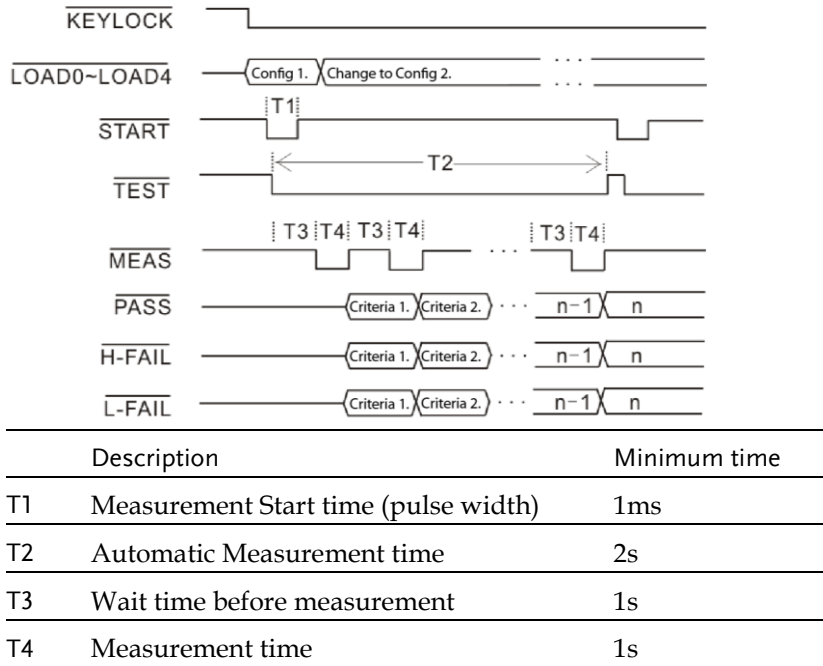 KEYLOCK
LOAD0~LOAD4 Config 1. Change to Config 2. · · ·
· · ·
T1
START
T2
TEST
T3 T4 T3 T4 T3 T4
MEAS · · ·
PASS Criteria 1. Criteria 2. · · · n-1 n
H-FAIL Criteria 1. Criteria 2. · · · n-1 n
L-FAIL Criteria 1. Criteria 2. · · · n-1 n
Description Minimum time
T1 Measurement Start time (pulse width) 1ms
T2 Automatic Measurement time 2s
T3 Wait time before measurement 1s
T4 Measurement time 1s